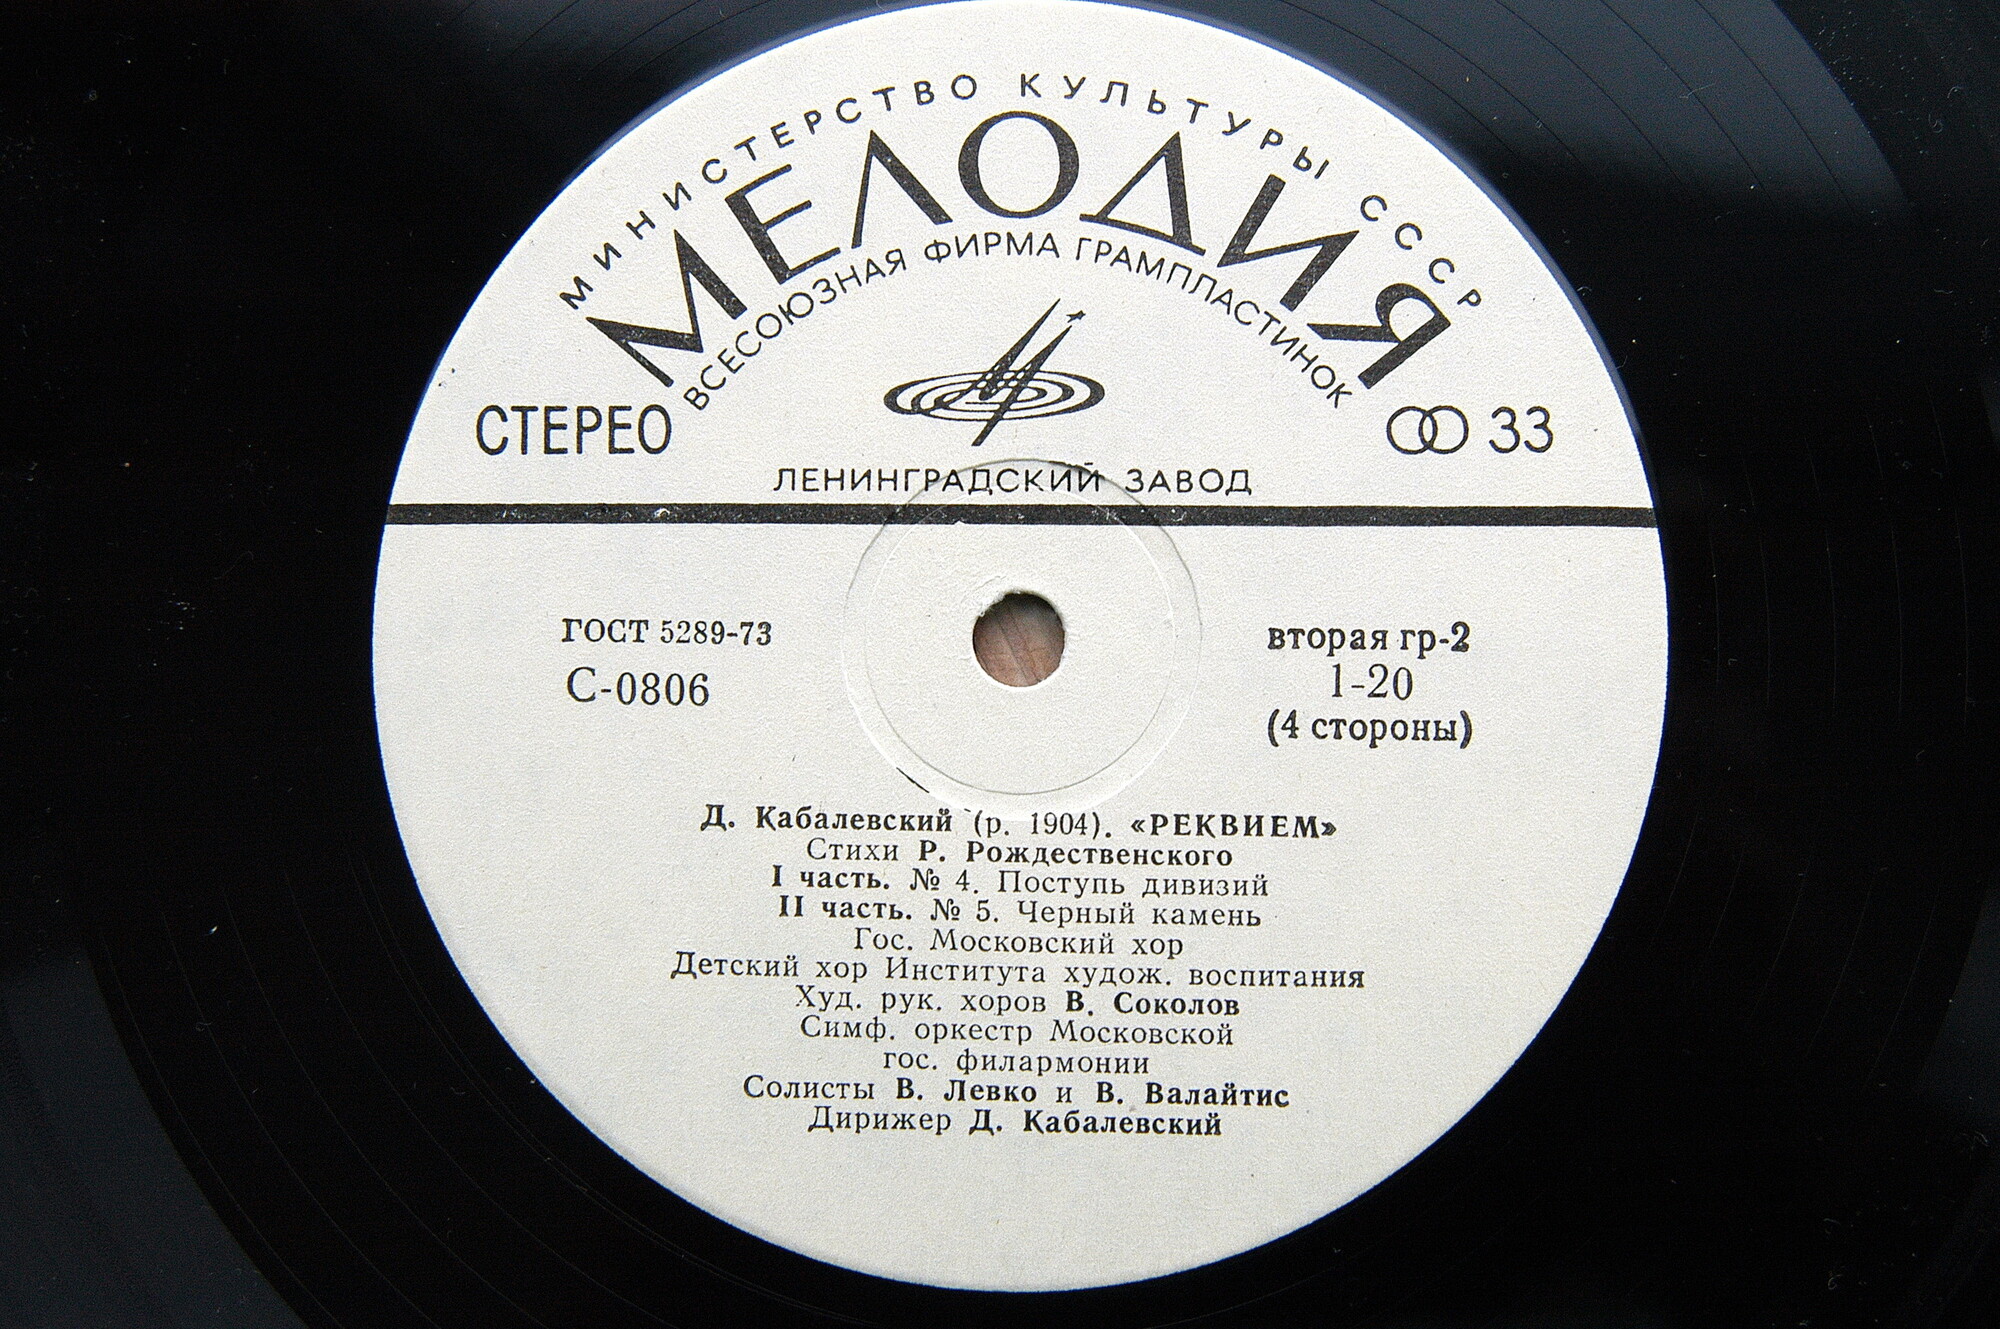 МИНИСТЕРСТВО КУЛЬТУРЫ СССР
МЕЛОДИЯ
ВСЕСОЮЗНАЯ ФИРМА ГРАМПЛАСТИНОК
СТЕРЕО 33
ЛЕНИНГРАДСКИЙ ЗАВОД
ГОСТ 5289-73 вторая гр-2
С-0806 1-20
(4 стороны)
Д. Кабалевский (р. 1904). «РЕКВИЕМ»
Стихи Р. Рождественского
I часть. № 4. Поступь дивизий
II часть. № 5. Черный камень
Гос. Московский хор
Детский хор Института худож. воспитания
Худ. рук. хоров В. Соколов
Симф. оркестр Московской
гос. филармонии
Солисты В. Левко и В. Валайтис
Дирижер Д. Кабалевский